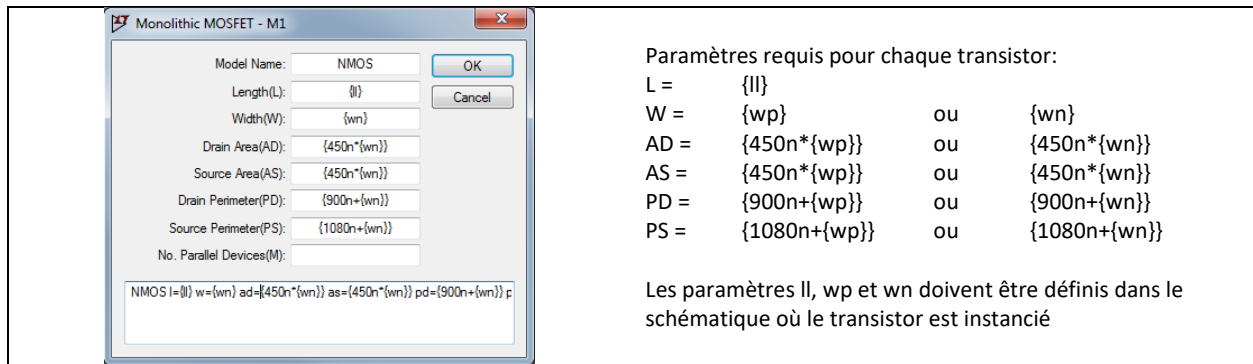 Monolithic MOSFET - M1
Model Name: NMOS OK
Length(L): {ll} Cancel
Width(W): {wn}
Drain Area(AD): {450n*{wn}}
Source Area(AS): {450n*{wn}}
Drain Perimeter(PD): {900n+{wn}}
Source Perimeter(PS): {1080n+{wn}}
No. Parallel Devices(M):
NMOS l={ll} w={wn} ad={450n*{wn}} as={450n*{wn}} pd={900n+{wn}} p
Paramètres requis pour chaque transistor:
L = {ll}
W = {wp} ou {wn}
AD = {450n*{wp}} ou {450n*{wn}}
AS = {450n*{wp}} ou {450n*{wn}}
PD = {900n+{wp}} ou {900n+{wn}}
PS = {1080n+{wp}} ou {1080n+{wn}}
Les paramètres ll, wp et wn doivent être définis dans le
schématique où le transistor est instancié